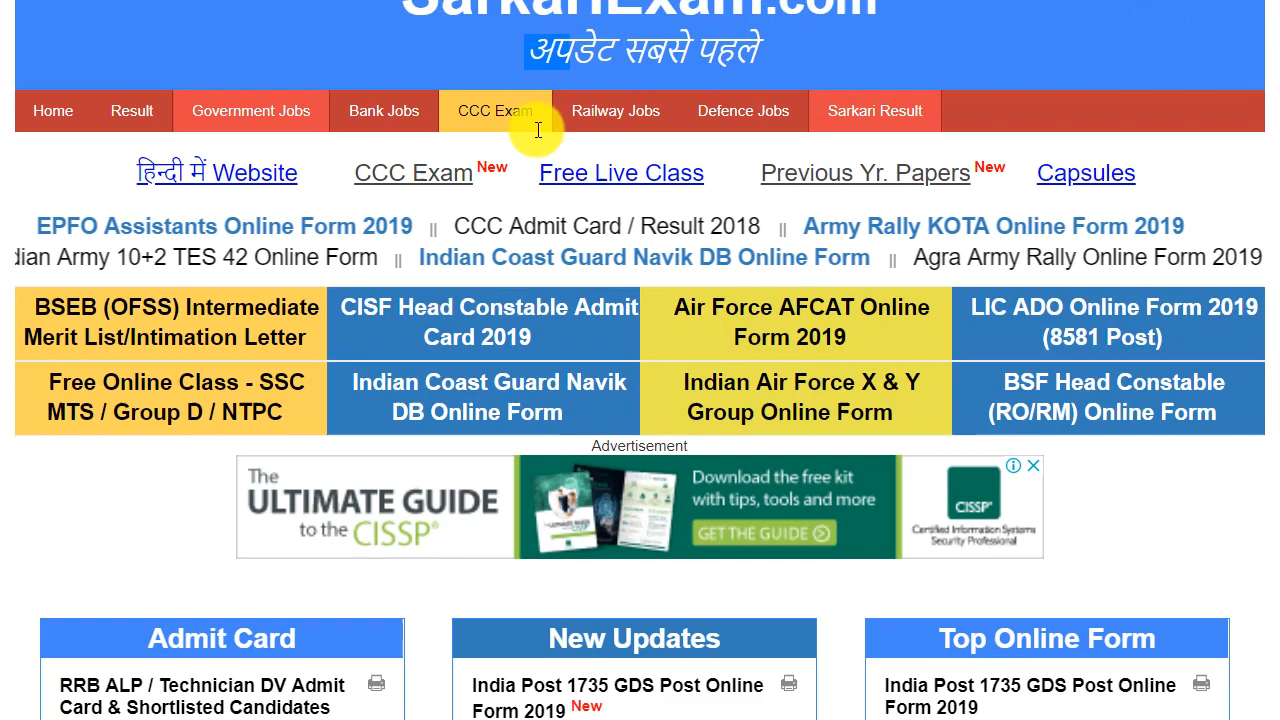 SarkariExam.com
अपडेट सबसे पहले
Home Result Government Jobs Bank Jobs CCC Exam Railway Jobs Defence Jobs Sarkari Result
हिन्दी में Website CCC Exam New Free Live Class Previous Yr. Papers New Capsules
EPFO Assistants Online Form 2019 || CCC Admit Card / Result 2018 || Army Rally KOTA Online Form 2019
dian Army 10+2 TES 42 Online Form || Indian Coast Guard Navik DB Online Form || Agra Army Rally Online Form 2019
BSEB (OFSS) Intermediate CISF Head Constable Admit Air Force AFCAT Online LIC ADO Online Form 2019
Merit List/Intimation Letter Card 2019 Form 2019 (8581 Post)
Free Online Class - SSC Indian Coast Guard Navik Indian Air Force X & Y BSF Head Constable
MTS / Group D / NTPC DB Online Form Group Online Form (RO/RM) Online Form
Advertisement
The
ULTIMATE GUIDE
to the CISSP®
Download the free kit
with tips, tools and more
GET THE GUIDE
CISSP
Certified Information Systems
Security Professional
Admit Card
RRB ALP / Technician DV Admit
Card & Shortlisted Candidates
New Updates
India Post 1735 GDS Post Online
Form 2019 New
Top Online Form
India Post 1735 GDS Post Online
Form 2019